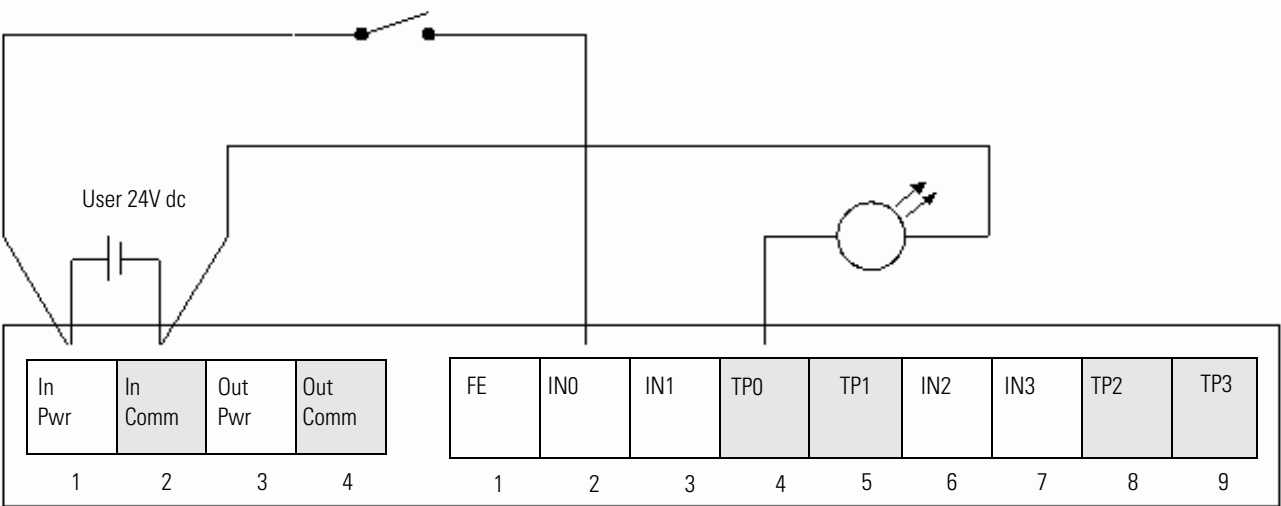 User 24V dc
In Pwr
In Comm
Out Pwr
Out Comm
FE
IN0
IN1
TP0
TP1
IN2
IN3
TP2
TP3
1 2 3 4
1 2 3 4 5 6 7 8 9